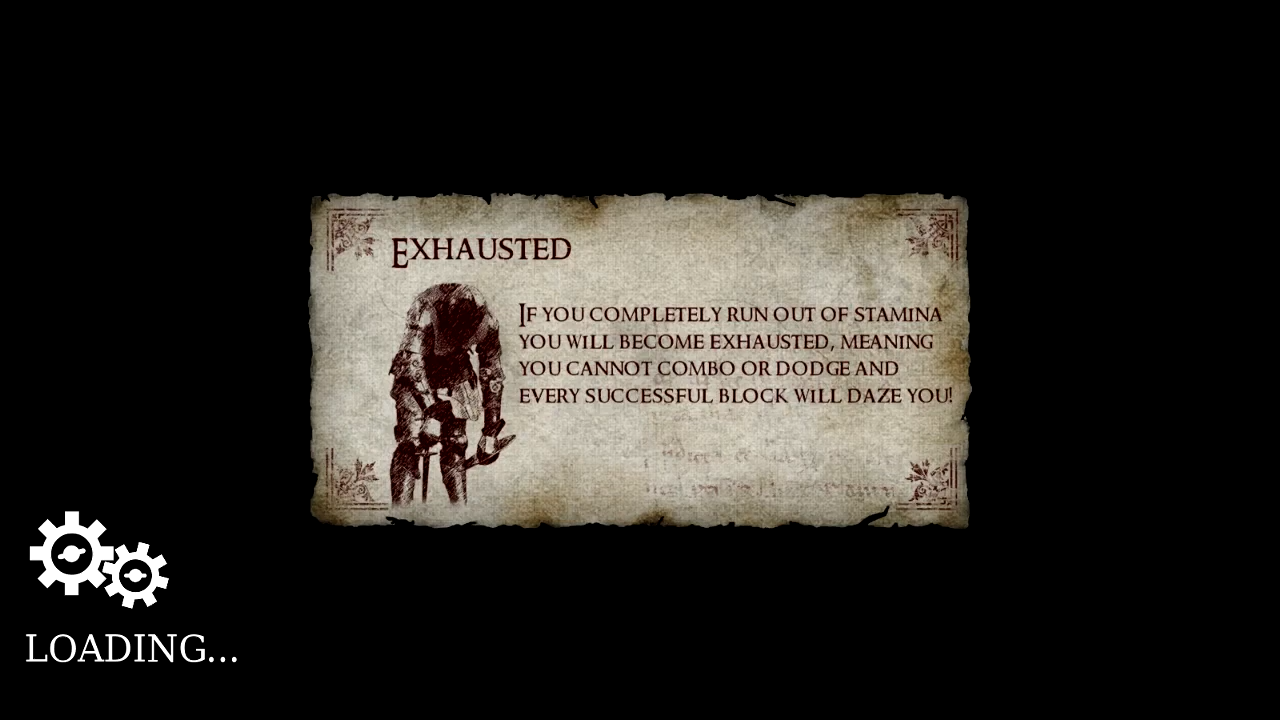 EXHAUSTED
IF YOU COMPLETELY RUN OUT OF STAMINA
YOU WILL BECOME EXHAUSTED, MEANING
YOU CANNOT COMBO OR DODGE AND
EVERY SUCCESSFUL BLOCK WILL DAZE YOU!
LOADING...